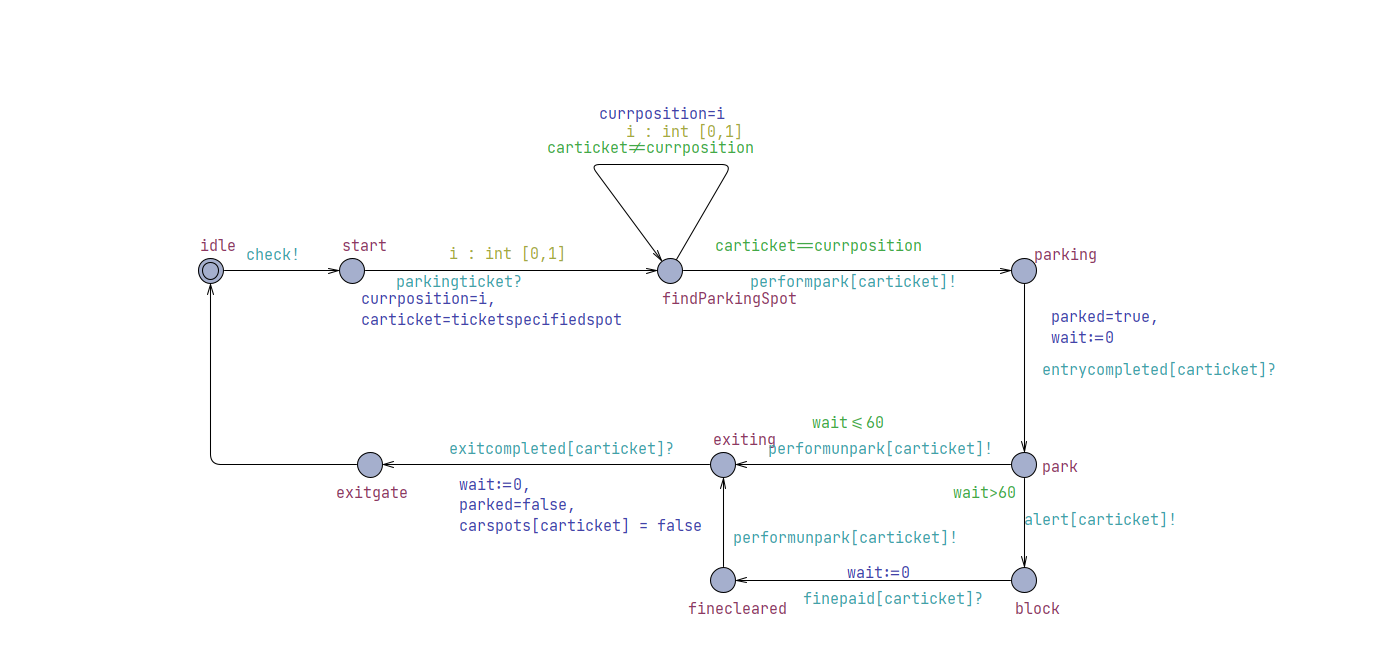 currposition=i
i : int [0,1]
carticket≠currposition
idle
check!
start
i : int [0,1]
parkingticket?
currposition=i,
carticket=ticketspecifiedspot
findParkingSpot
carticket==currposition
performpark[carticket]!
parking
parked=true,
wait:=0
entrycompleted[carticket]?
wait≤60
exiting
performunpark[carticket]!
park
exitcompleted[carticket]?
exitgate
wait:=0,
parked=false,
carspots[carticket] = false
wait>60
alert[carticket]!
performunpark[carticket]!
wait:=0
finepaid[carticket]?
finecleared
block